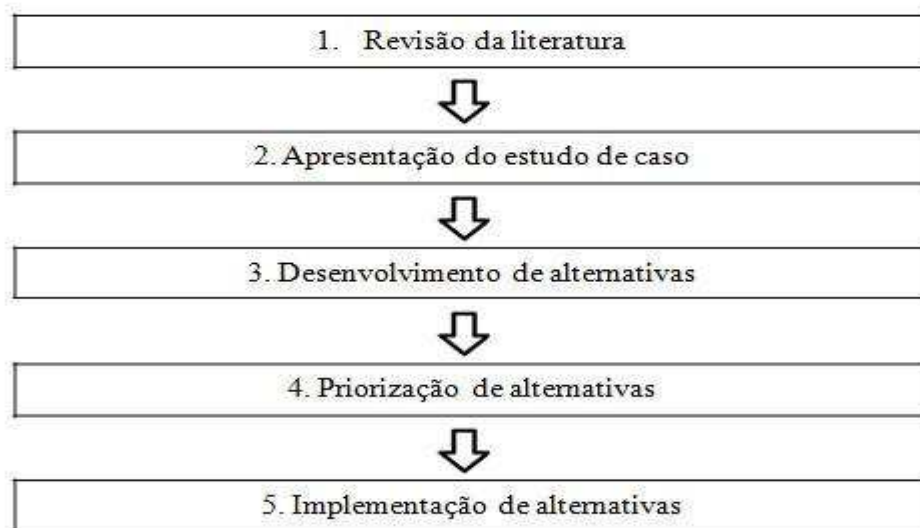 1. Revisão da literatura
2. Apresentação do estudo de caso
3. Desenvolvimento de alternativas
4. Priorização de alternativas
5. Implementação de alternativas